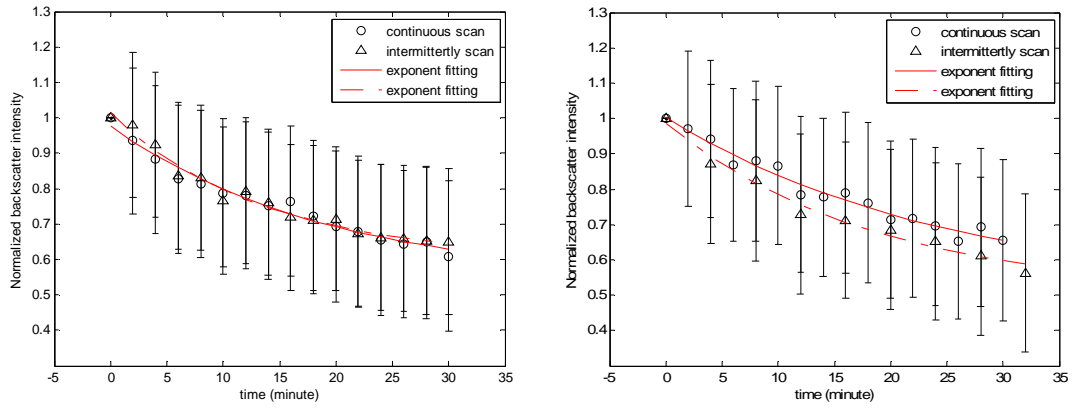 1.3
1.2
1.1
1
0.9
0.8
0.7
0.6
0.5
0.4
Normalized backscatter intensity
-5 0 5 10 15 20 25 30 35
time (minute)
continuous scan
intermittertly scan
exponent fitting
exponent fitting
1.3
1.2
1.1
1
0.9
0.8
0.7
0.6
0.5
0.4
Normalized backscatter intensity
-5 0 5 10 15 20 25 30 35
time (minute)
continuous scan
intermittertly scan
exponent fitting
exponent fitting